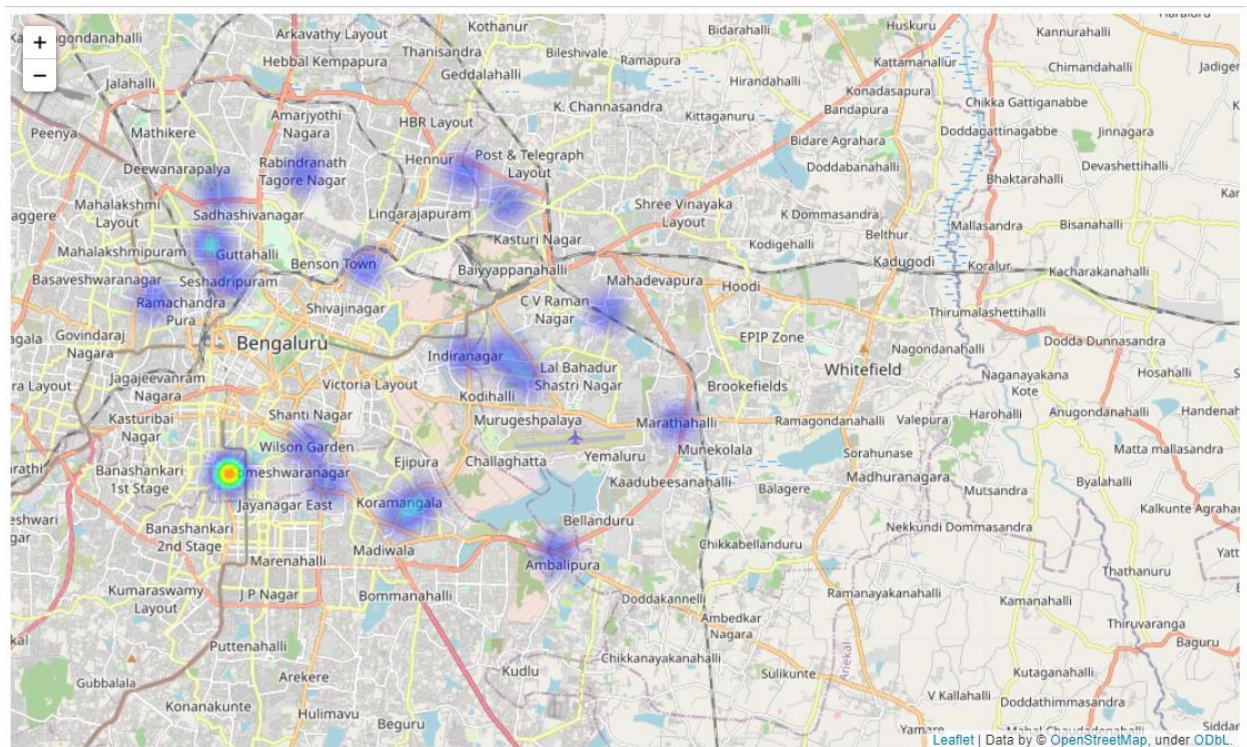 Kothanur
Huskuru
Kannurahalli
Arkavathy Layout
Thanisandra
Bileshivale
Bidarahalli
+
Hebbal Kempapura
Ramapura
Kattamanallur
Chimandahalli
Jadiger
−
Jalahalli
Geddalahalli
Hirandahalli
Konadasapura
Amarjyothi
Nagara
K. Channasandra
Bandapura
Chikka Gattiganabbe
Peenya
Mathikere
HBR Layout
Kittaganuru
Bidare Agrahara
Doddagattinagabbe
Jinnagara
Deewanarapalya
Rabindranath
Tagore Nagar
Hennur
Post & Telegraph
Layout
Doddabanahalli
Devashettihalli
Bhaktarahalli
Mahalakshmi
Layout
Sadhashivanagar
Lingarajapuram
Shree Vinayaka
Layout
K Dommasandra
Mallasandra
Bisanahalli
aggere
Mahalakshmipuram
Guttahalli
Kasturi Nagar
Kodigehalli
Belthur
Kadugodi
Koralur
Kacharakanahalli
Basaveshwaranagar
Seshadripuram
Benson Town
Baiyyappanahalli
Mahadevapura
Hoodi
Ramachandra
Pura
Shivajinagar
C V Raman
Nagar
Thirumalashettihalli
Govindaraj
Nagara
Bengaluru
Indiranagar
EPIP Zone
Nagondanahalli
Dodda Dunnasandra
Jagajeevanram
Nagara
Victoria Layout
Kodihalli
Lal Bahadur
Shastri Nagar
Brookefields
Whitefield
Naganayakana
Kote
Hosahalli
ra Layout
Kasturibai
Nagar
Shanti Nagar
Murugeshpalaya
Marathahalli
Ramagondanahalli
Valepura
Harohalli
Anugondanahalli
Handenah
Wilson Garden
Ejipura
Challaghatta
Yemaluru
Munekolala
Sorahunase
Matta mallasandra
Banashankari
1st Stage
omeshwaranagar
Kaadubeesanahalli
Balagere
Madhuranagara
Mutsandra
Byalahalli
Jayanagar East
Koramangala
Bellanduru
Nekkundi Dommasandra
Kalkunte Agrahar
Banashankari
2nd Stage
Madiwala
Chikkabellanduru
Marenahalli
Ambalipura
Thathanuru
Kumaraswamy
Layout
J P Nagar
Bommanahalli
Doddakannelli
Ramanayakanahalli
Kamanahalli
Ambedkar
Nagara
Thiruvaranga
Baguru
Puttenahalli
Chikkanayakanahalli
Anekal
Gubbalala
Arekere
Kudlu
Sulikunte
Kutaganahalli
Konanakunte
Hulimavu
Beguru
V Kallahalli
Doddathimmasandra
Yamare
Leaflet | Data by © OpenStreetMap, under ODbL.